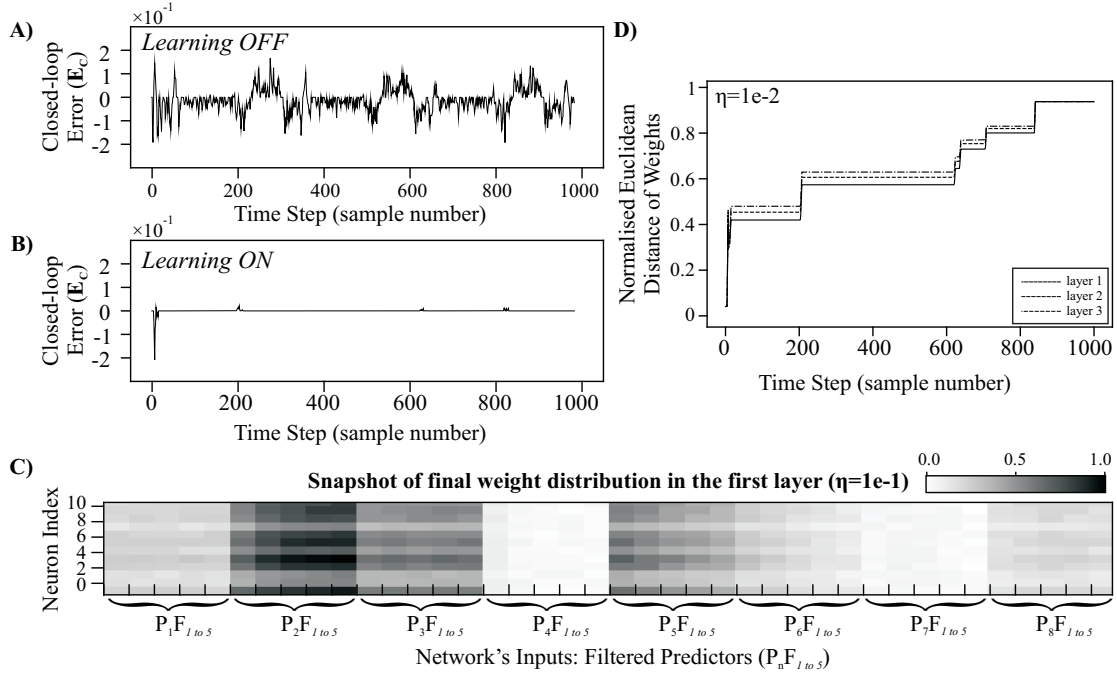 A)
×10⁻¹
Learning OFF
Closed-loop
Error (E_C)
2
1
0
-1
-2
0 200 400 600 800 1000
Time Step (sample number)
B)
×10⁻¹
Learning ON
Closed-loop
Error (E_C)
2
1
0
-1
-2
0 200 400 600 800 1000
Time Step (sample number)
D)
η=1e-2
Normalised Euclidean
Distance of Weights
1
0.8
0.6
0.4
0.2
0
layer 1
layer 2
layer 3
0 200 400 600 800 1000
Time Step (sample number)
C)
Snapshot of final weight distribution in the first layer (η=1e-1)
0.0 0.5 1.0
Neuron Index
10
8
6
4
2
0
P₁F₁ to ₅ P₂F₁ to ₅ P₃F₁ to ₅ P₄F₁ to ₅ P₅F₁ to ₅ P₆F₁ to ₅ P₇F₁ to ₅ P₈F₁ to ₅
Network's Inputs: Filtered Predictors (PₙF₁ to ₅)